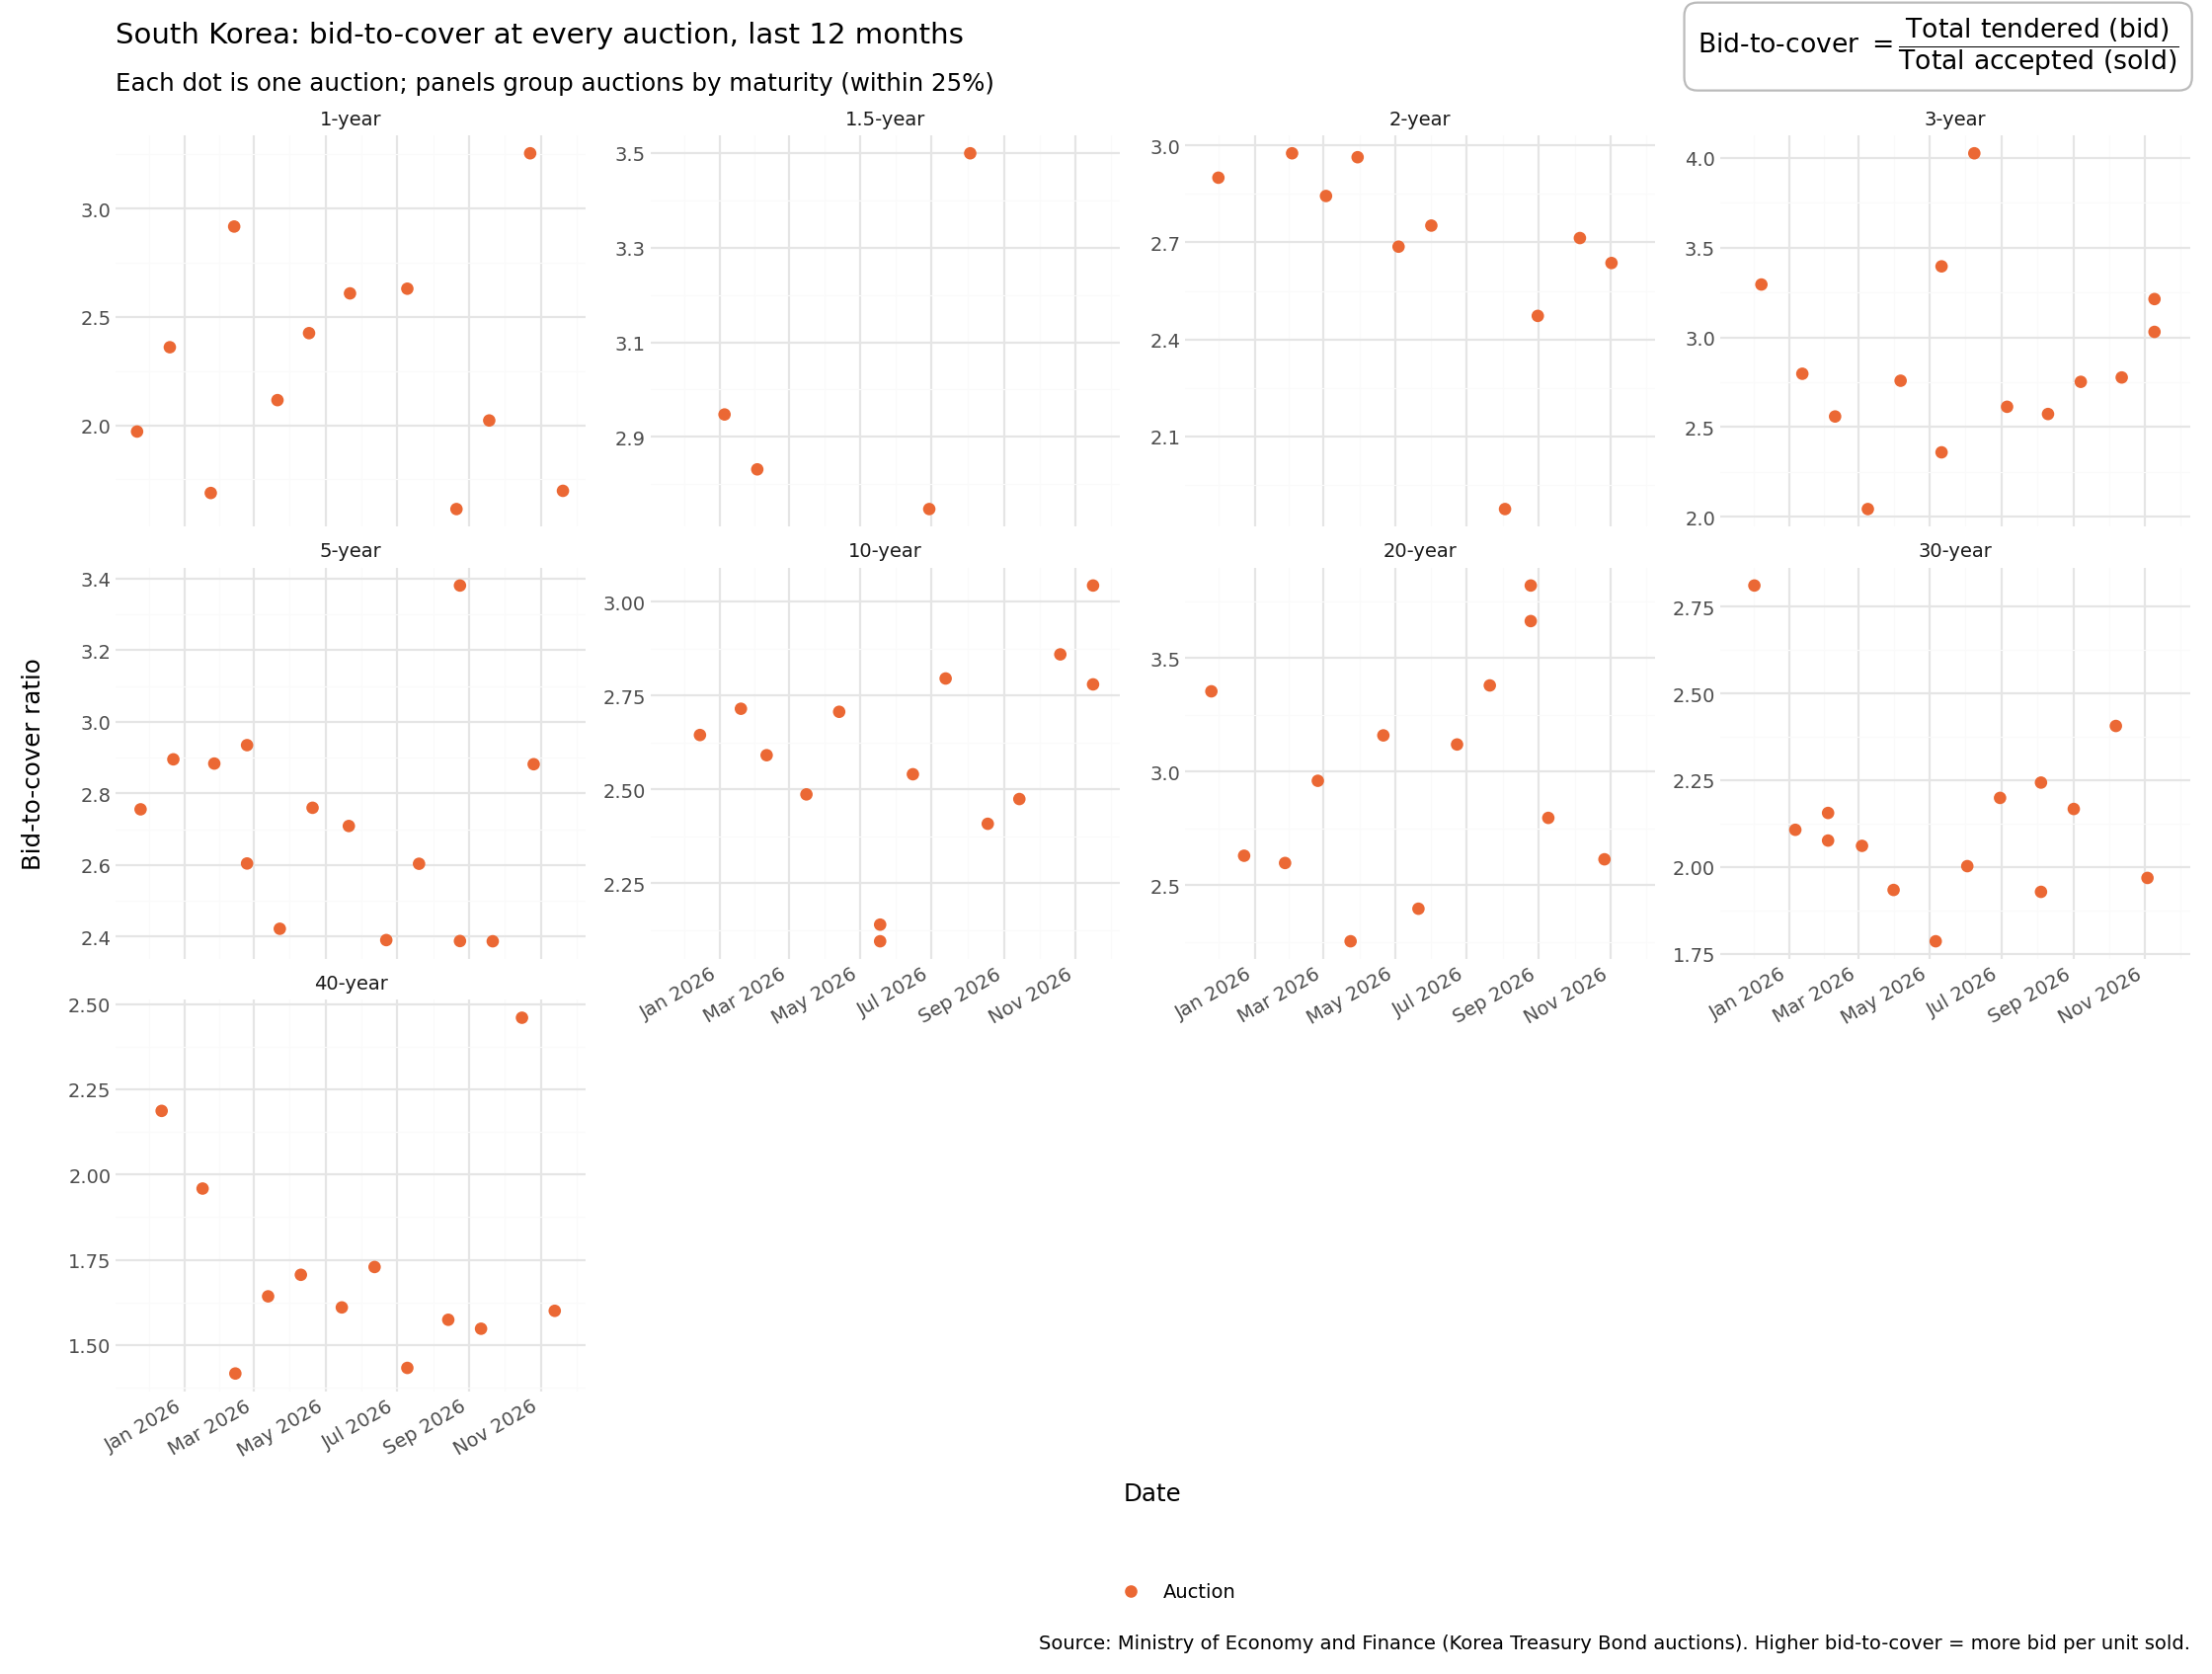 South Korea: bid-to-cover at every auction, last 12 months
Each dot is one auction; panels group auctions by maturity (within 25%)
Bid-to-cover = Total tendered (bid)
Total accepted (sold)
1-year
1.5-year
2-year
3-year
3.0
2.5
2.0
3.5
3.3
3.1
2.9
3.0
2.7
2.4
2.1
4.0
3.5
3.0
2.5
2.0
Bid-to-cover ratio
5-year
10-year
20-year
30-year
3.4
3.2
3.0
2.8
2.6
2.4
3.00
2.75
2.50
2.25
3.5
3.0
2.5
2.75
2.50
2.25
2.00
1.75
Jan 2026 Mar 2026 May 2026 Jul 2026 Sep 2026 Nov 2026
Jan 2026 Mar 2026 May 2026 Jul 2026 Sep 2026 Nov 2026
Jan 2026 Mar 2026 May 2026 Jul 2026 Sep 2026 Nov 2026
40-year
2.50
2.25
2.00
1.75
1.50
Jan 2026 Mar 2026 May 2026 Jul 2026 Sep 2026 Nov 2026
Date
Auction
Source: Ministry of Economy and Finance (Korea Treasury Bond auctions). Higher bid-to-cover = more bid per unit sold.